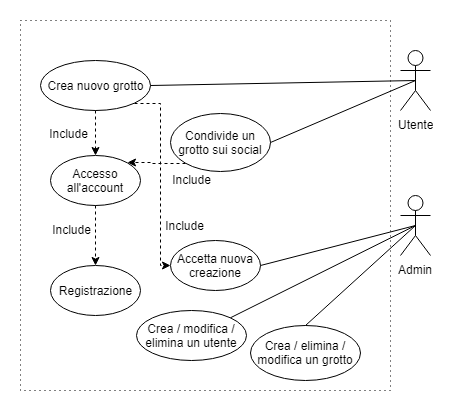 Crea nuovo grotto
Utente
Include
Condivide un
grotto sui social
Accesso
all'account
Include
Include
Include
Accetta nuova
creazione
Admin
Registrazione
Crea / modifica /
elimina un utente
Crea / elimina /
modifica un grotto